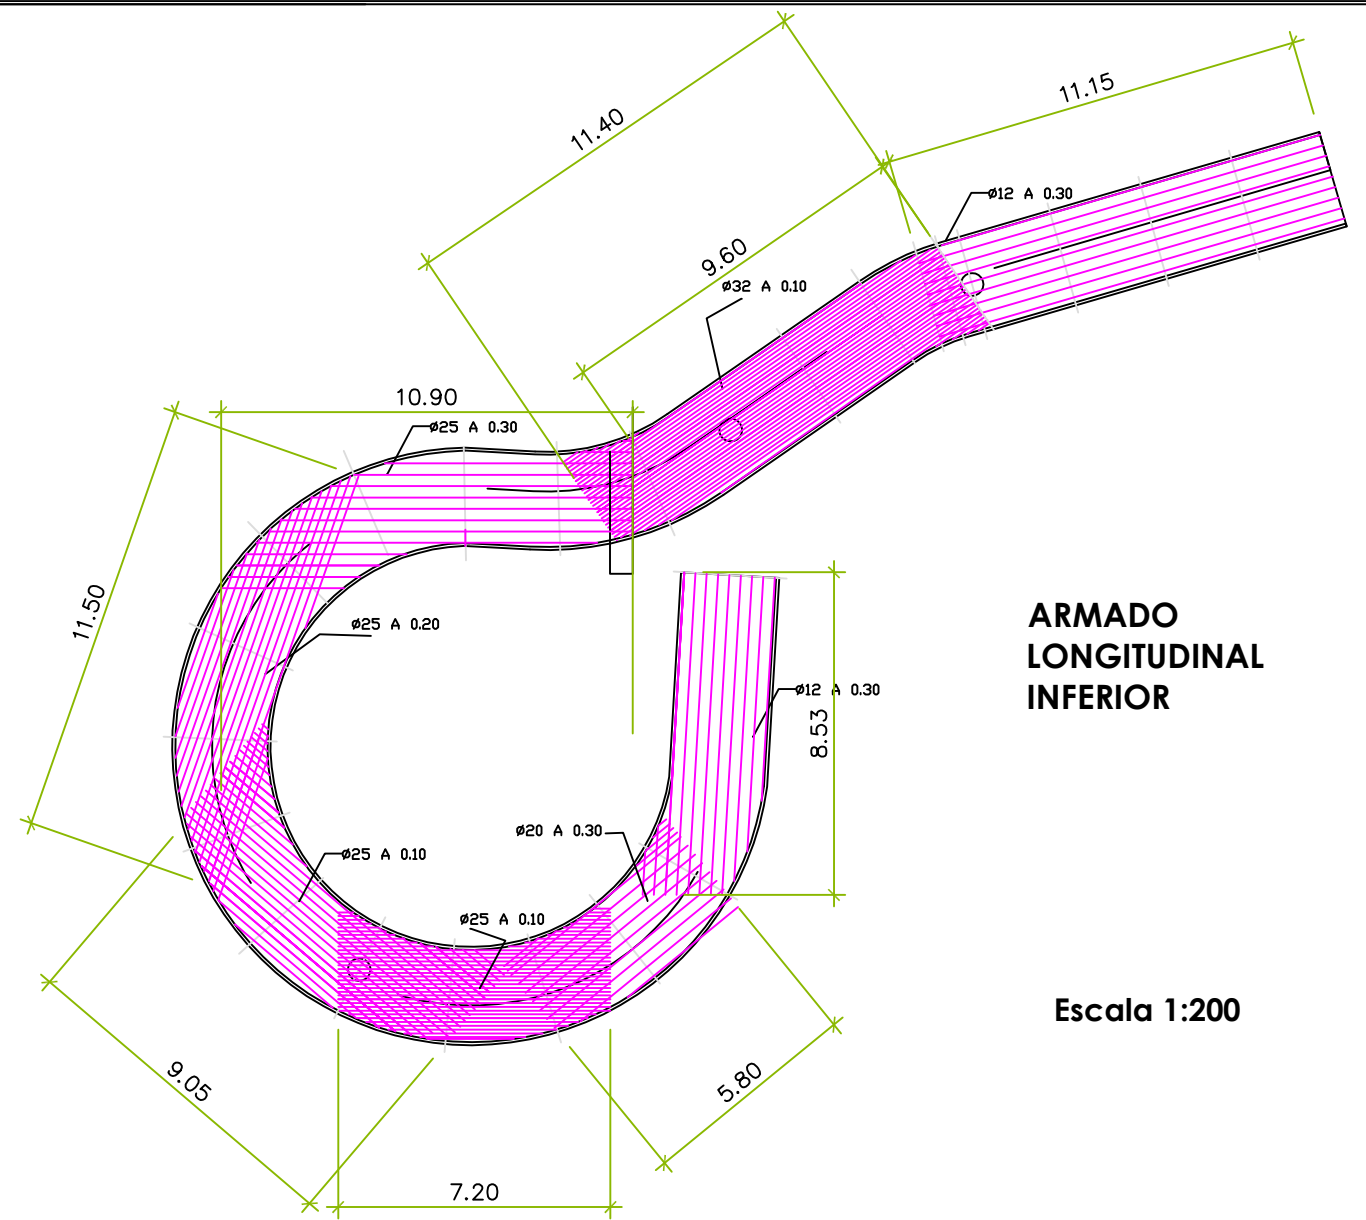 11.15
11.40
ø12 A 0.30
9.60
ø32 A 0.10
10.90
ø25 A 0.30
11.50
ø25 A 0.20
ARMADO
LONGITUDINAL
INFERIOR
ø12 A 0.30
8.53
ø20 A 0.30
ø25 A 0.10
ø25 A 0.10
Escala 1:200
9.05
5.80
7.20